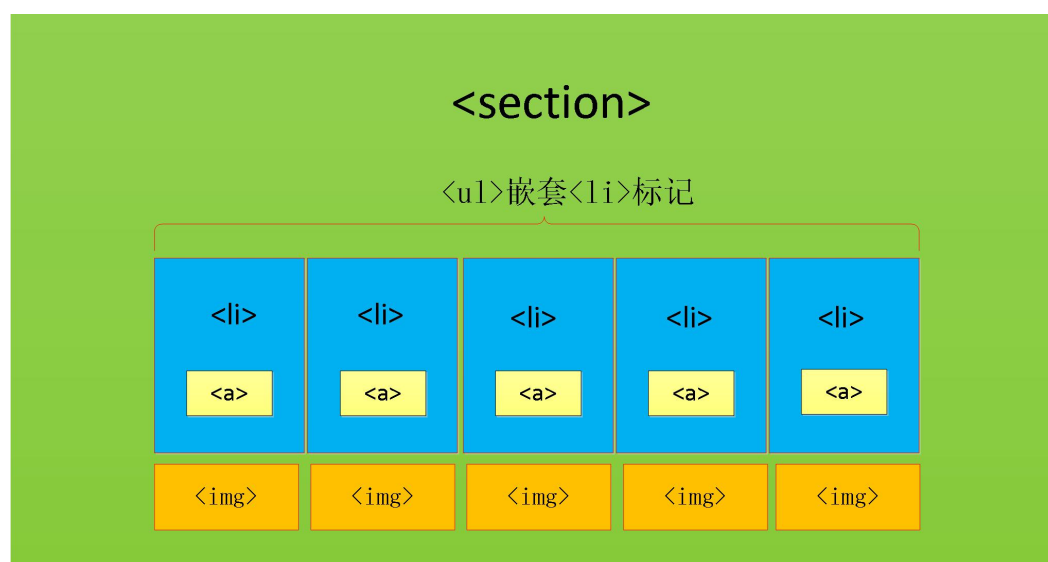 <section>
<ul>嵌套<li>标记
<li> <li> <li> <li> <li>
<a> <a> <a> <a> <a>
<img> <img> <img> <img> <img>